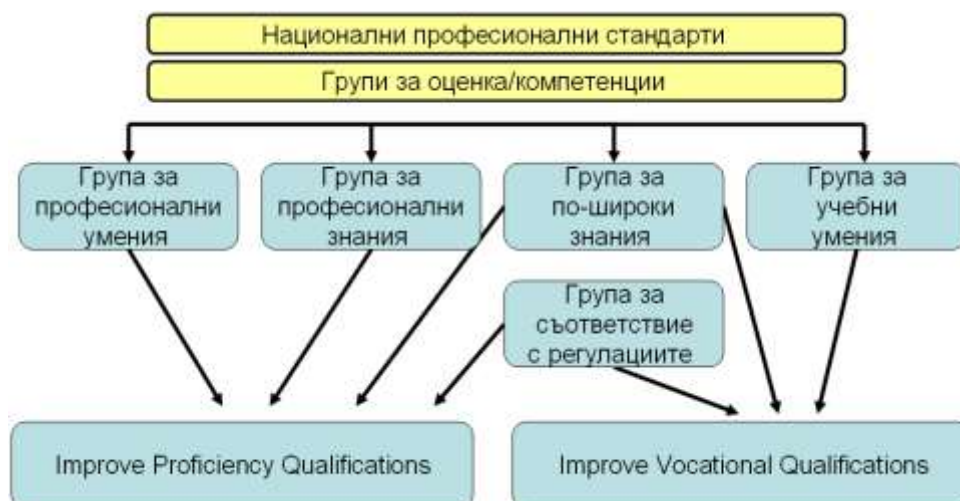 Национални професионални стандарти
Групи за оценка/компетенции
Група за
професионални
умения
Група за
професионални
знания
Група за
по-широки
знания
Група за
учебни
умения
Група за
съответствие
с регулациите
Improve Proficiency Qualifications
Improve Vocational Qualifications